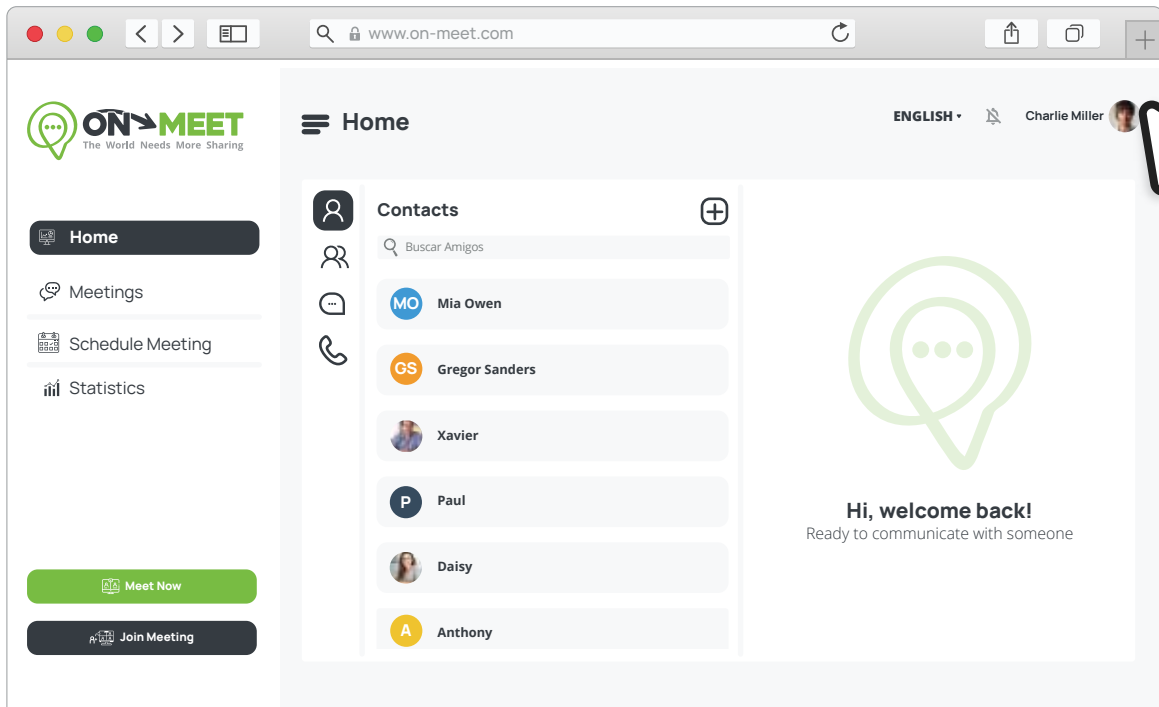 www.on-meet.com
ON MEET
The World Needs More Sharing
Home
ENGLISH
Charlie Miller
Home
Meetings
Schedule Meeting
Statistics
Meet Now
Join Meeting
Contacts
Buscar Amigos
MO Mia Owen
GS Gregor Sanders
Xavier
P Paul
Daisy
A Anthony
Hi, welcome back!
Ready to communicate with someone